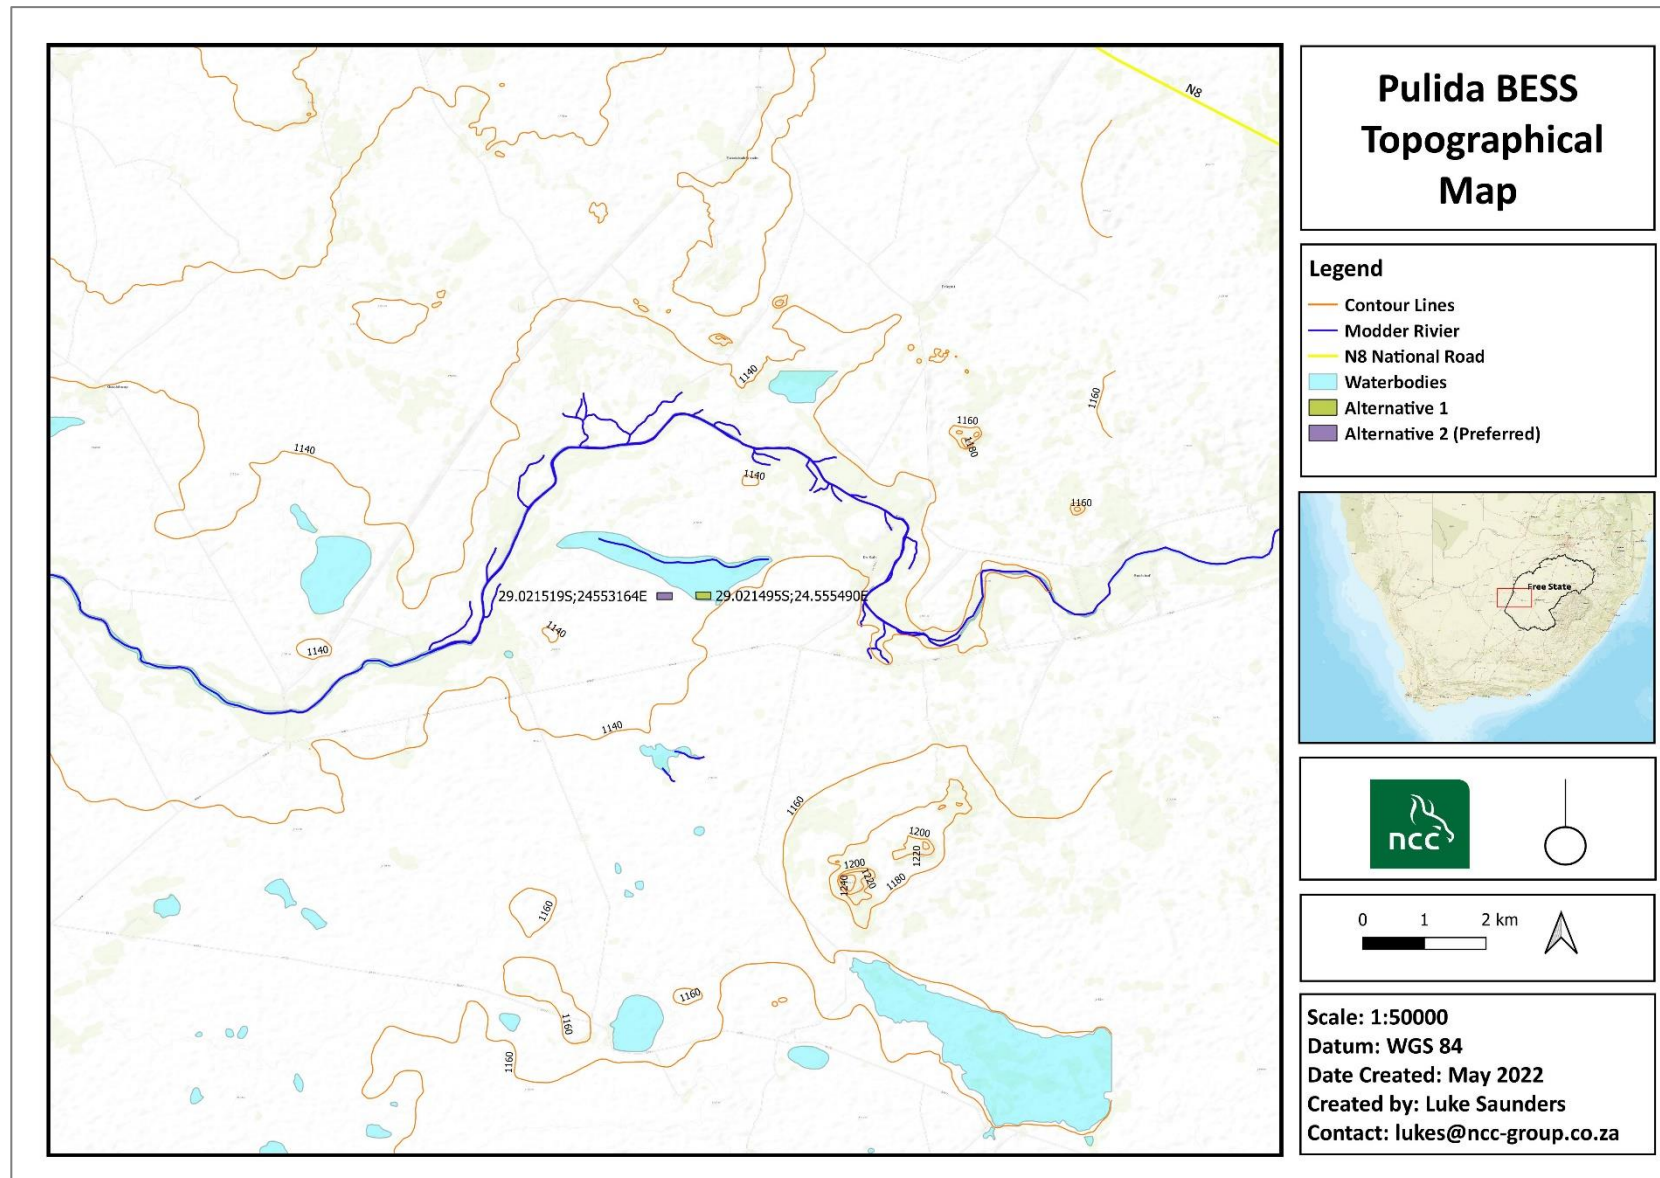 Pulida BESS
Topographical
Map
N8
Legend
Contour Lines
Modder Rivier
N8 National Road
Waterbodies
Alternative 1
Alternative 2 (Preferred)
1140
1160
1160
1180
1140
1140
1160
Free State
29.021519S;24553164E
29.021495S;24.555490E
1140
1140
1140
1160
1200
1220
1200
1220
1240
1180
1160
1160
1160
1160
ncc
0 1 2 km
Scale: 1:50000
Datum: WGS 84
Date Created: May 2022
Created by: Luke Saunders
Contact: lukes@ncc-group.co.za